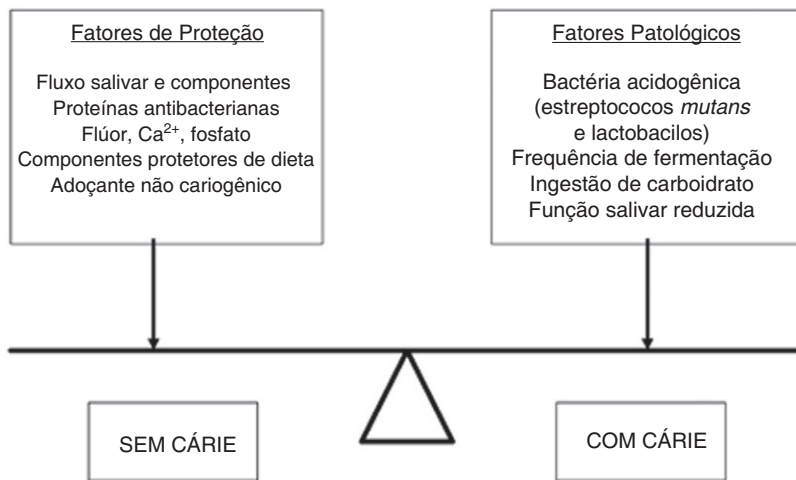 Fatores de Proteção
Fluxo salivar e componentes
Proteínas antibacterianas
Flúor, Ca²⁺, fosfato
Componentes protetores de dieta
Adoçante não cariogênico
Fatores Patológicos
Bactéria acidogênica
(estreptococos mutans
e lactobacilos)
Frequência de fermentação
Ingestão de carboidrato
Função salivar reduzida
SEM CÁRIE
COM CÁRIE